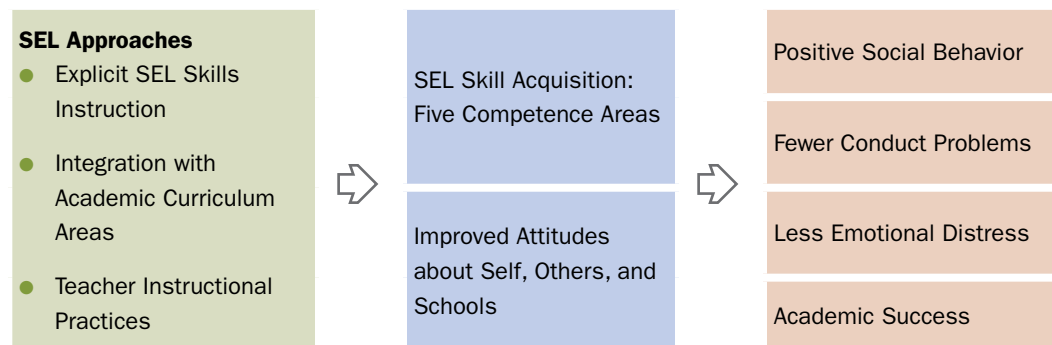 SEL Approaches
● Explicit SEL Skills
Instruction
● Integration with
Academic Curriculum
Areas
● Teacher Instructional
Practices
SEL Skill Acquisition:
Five Competence Areas
Improved Attitudes
about Self, Others, and
Schools
Positive Social Behavior
Fewer Conduct Problems
Less Emotional Distress
Academic Success